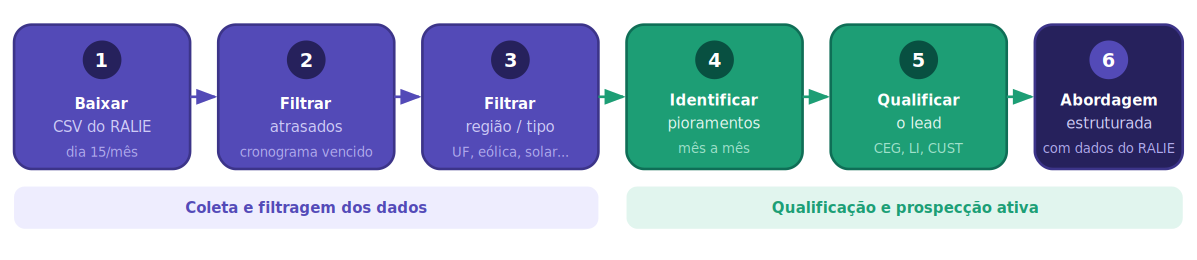 1
Baixar
CSV do RALIE
dia 15/mês
2
Filtrar
atrasados
cronograma vencido
3
Filtrar
região / tipo
UF, eólica, solar...
4
Identificar
pioramentos
mês a mês
5
Qualificar
o lead
CEG, LI, CUST
6
Abordagem
estruturada
com dados do RALIE
Coleta e filtragem dos dados
Qualificação e prospecção ativa